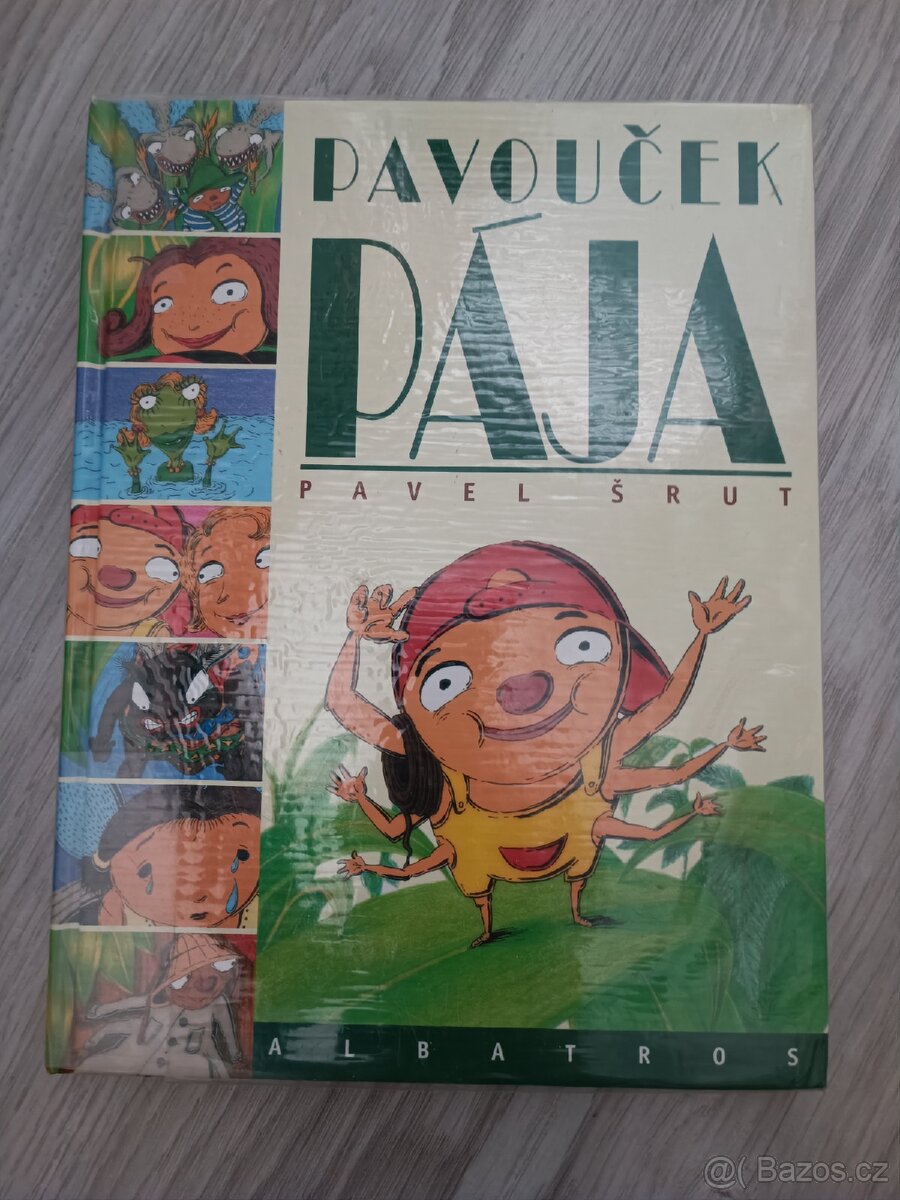 PAVOUČEK
PÁJA
PAVEL ŠRUT
ALBATROS
@( Bazos.cz